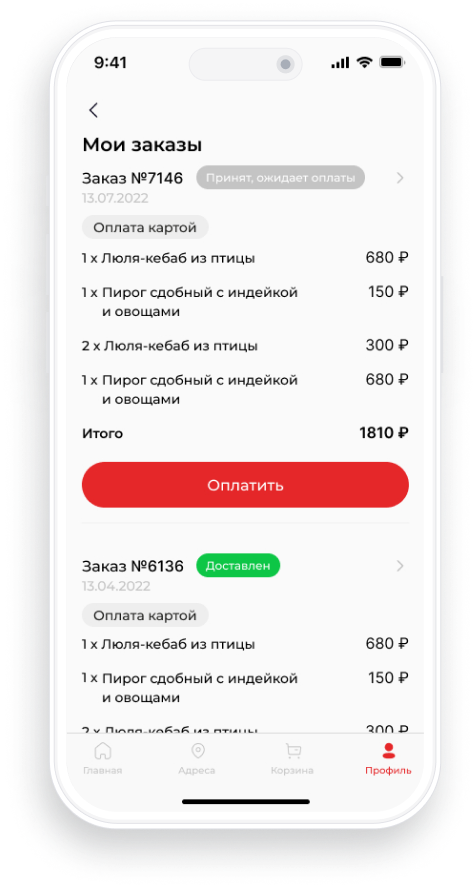 9:41
Мои заказы
Заказ №7146 Принят, ожидает оплаты
13.07.2022
Оплата картой
1 x Люля-кебаб из птицы 680 ₽
1 x Пирог сдобный с индейкой 150 ₽
и овощами
2 x Люля-кебаб из птицы 300 ₽
1 x Пирог сдобный с индейкой 680 ₽
и овощами
Итого 1810 ₽
Оплатить
Заказ №6136 Доставлен
13.04.2022
Оплата картой
1 x Люля-кебаб из птицы 680 ₽
1 x Пирог сдобный с индейкой 150 ₽
и овощами
2 x Люля-кебаб из птицы 300 ₽
Главная Адреса Корзина Профиль